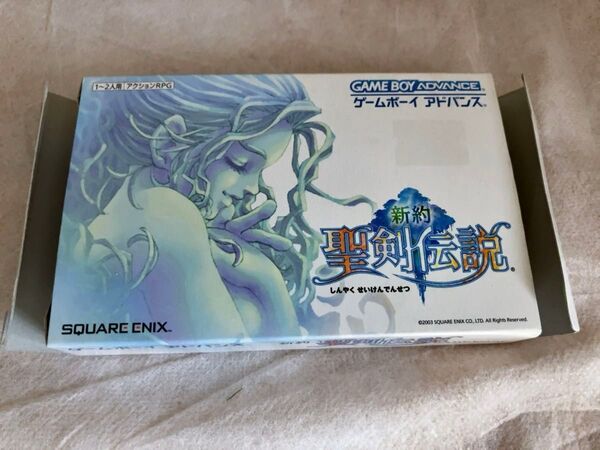 1~2人用 アクションRPG
GAME BOY ADVANCE
ゲームボーイ アドバンス
新約
聖剣伝説
しんやく せいけんでんせつ
SQUARE ENIX™
©2003 SQUARE ENIX CO., LTD. All Rights Reserved.